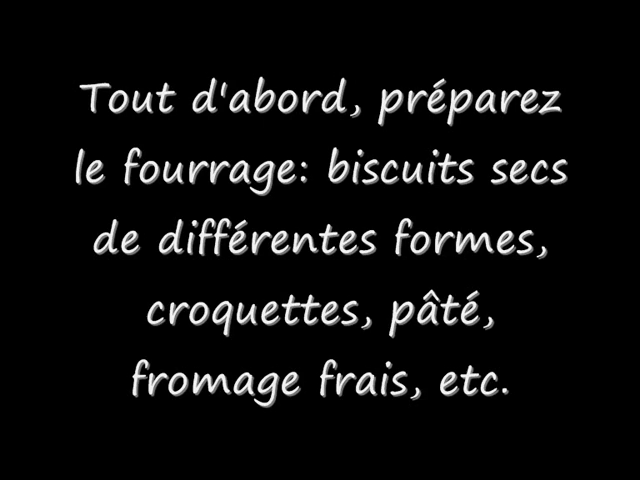 Tout d'abord, préparez
le fourrage: biscuits secs
de différentes formes,
croquettes, pâté,
fromage frais, etc.